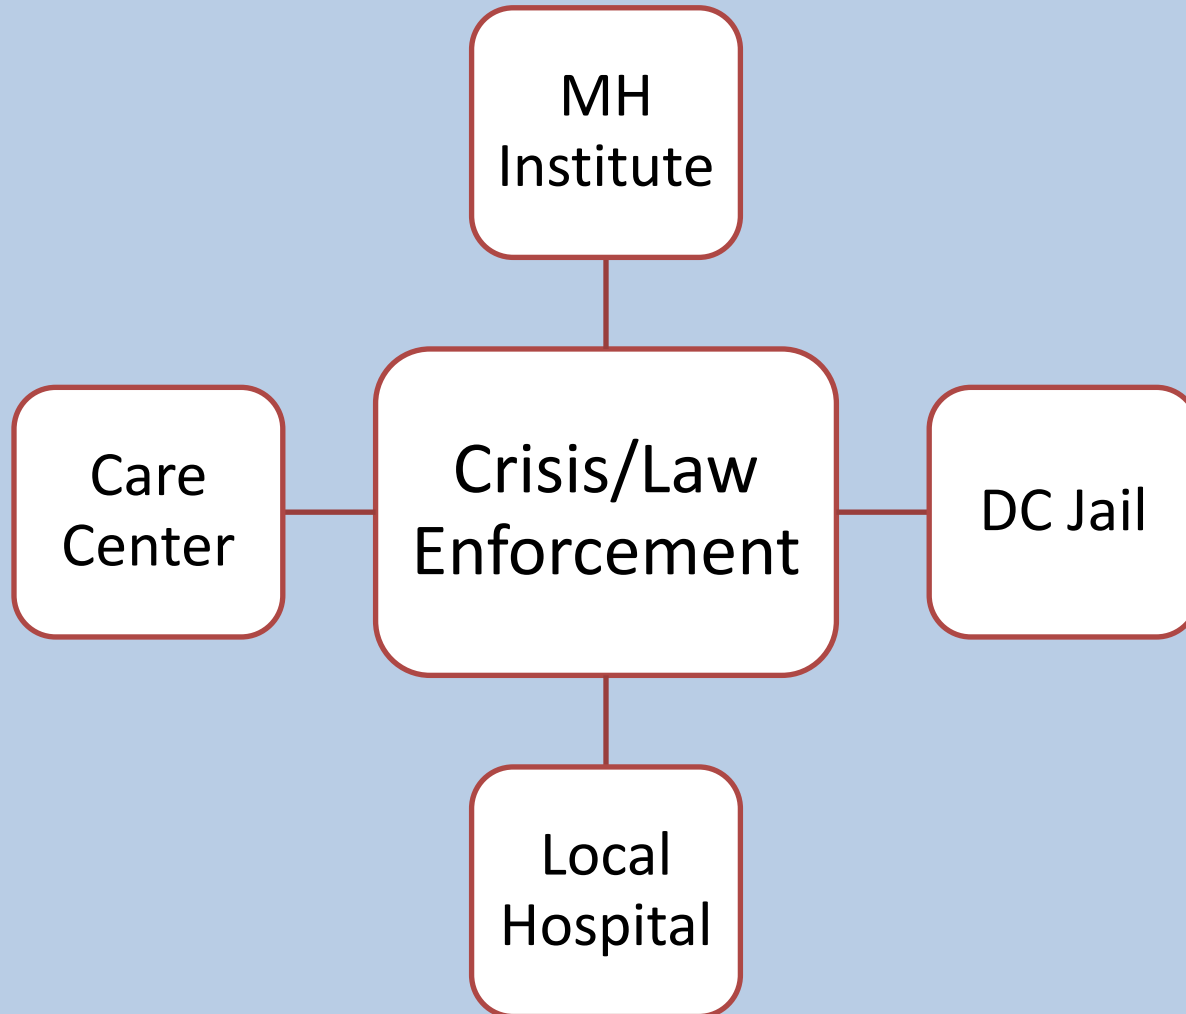 MH
Institute
Care
Center
Crisis/Law
Enforcement
DC Jail
Local
Hospital